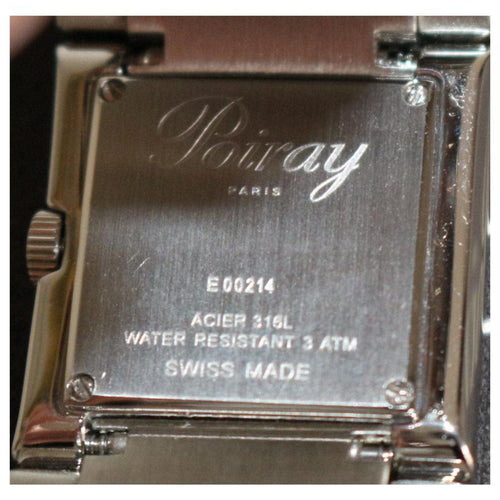 Poiray
PARIS
E00214
ACIER 316L
WATER RESISTANT 3 ATM
SWISS MADE